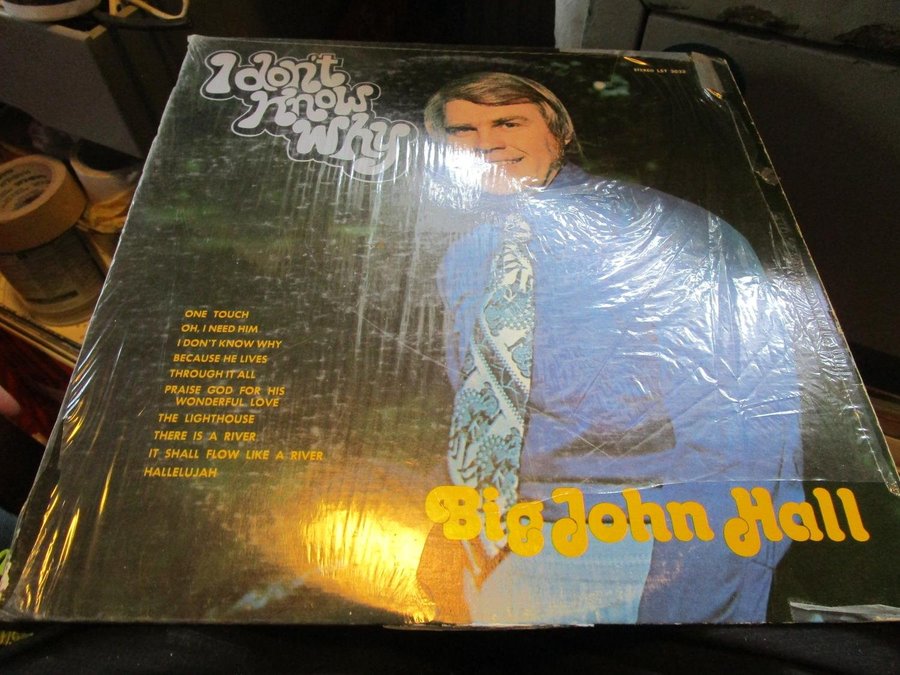 I don't
know
why
STEREO LST
ONE TOUCH
OH, I NEED HIM
I DON'T KNOW WHY
BECAUSE HE LIVES
THROUGH IT ALL
PRAISE GOD FOR HIS
WONDERFUL LOVE
THE LIGHTHOUSE
THERE IS A RIVER
IT SHALL FLOW LIKE A RIVER
HALLELUJAH
Big John Hall